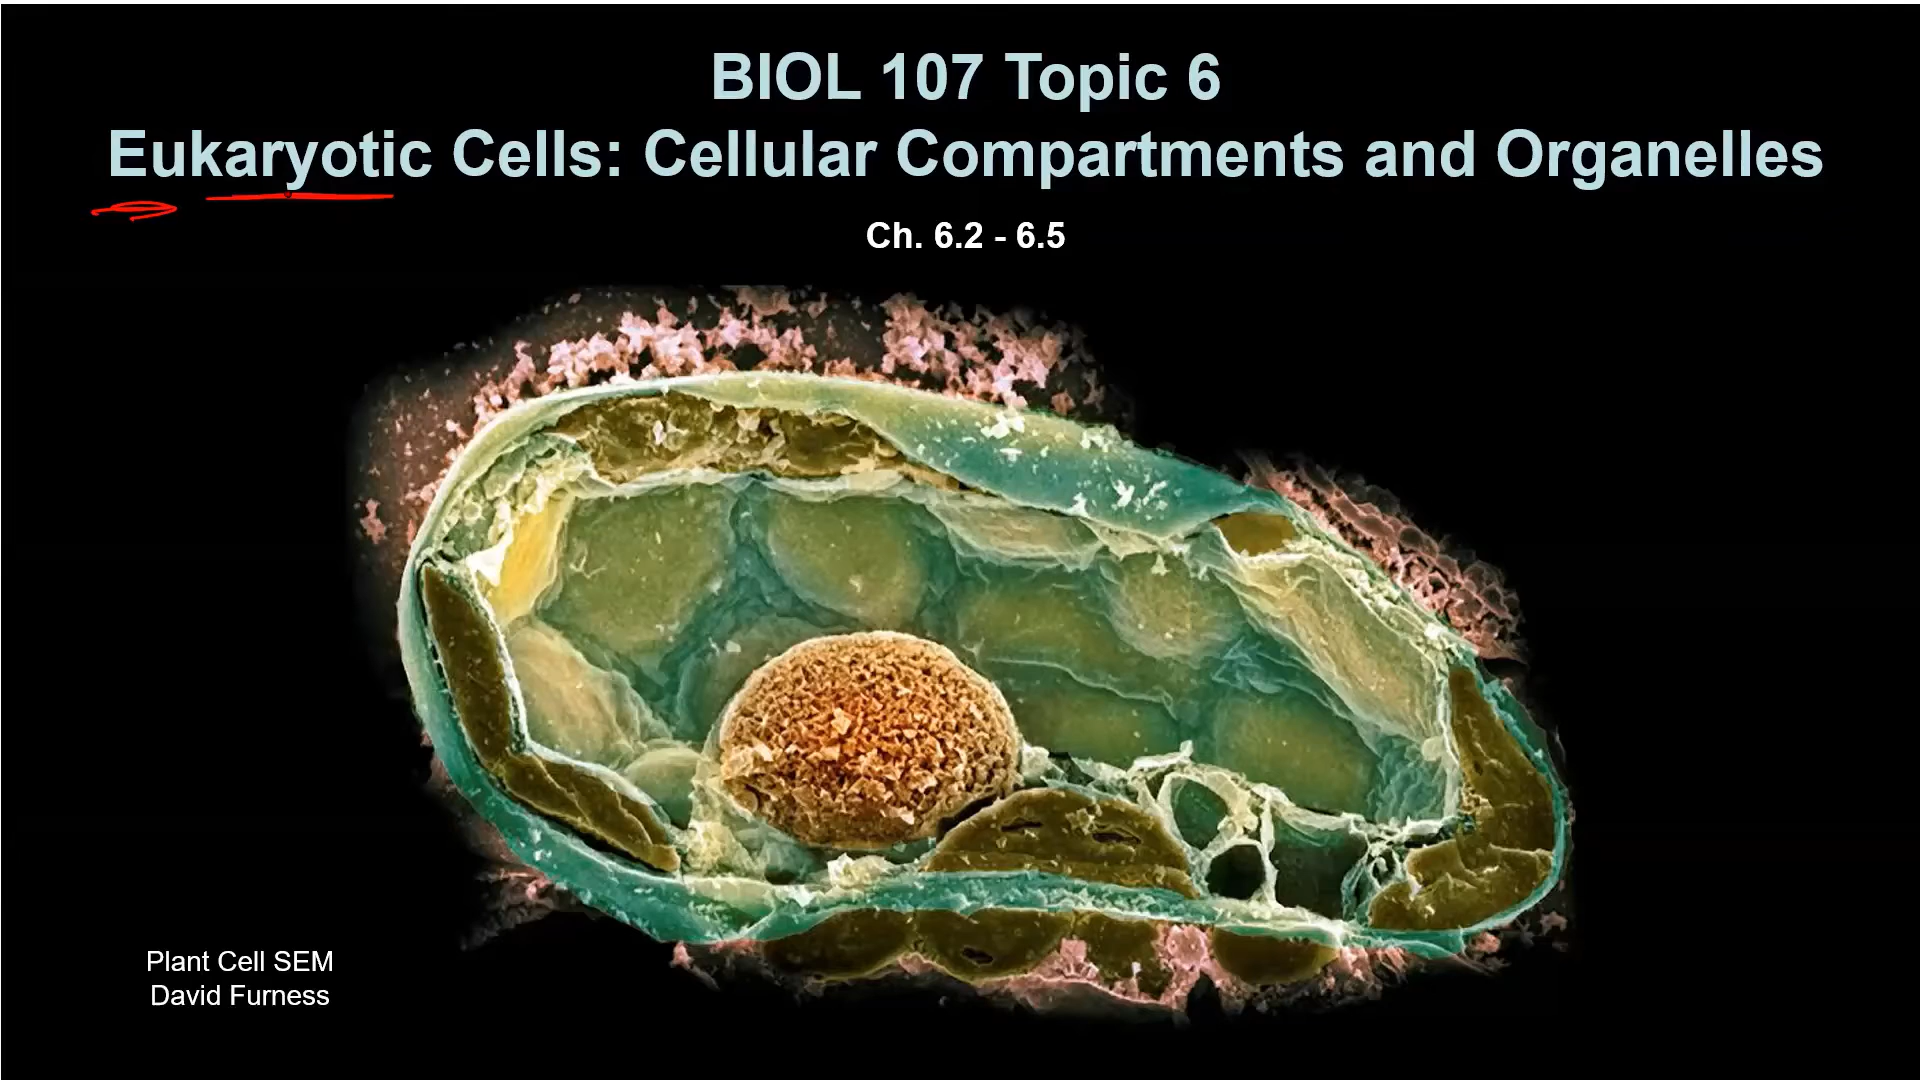 BIOL 107 Topic 6
Eukaryotic Cells: Cellular Compartments and Organelles
Ch. 6.2 - 6.5
Plant Cell SEM
David Furness